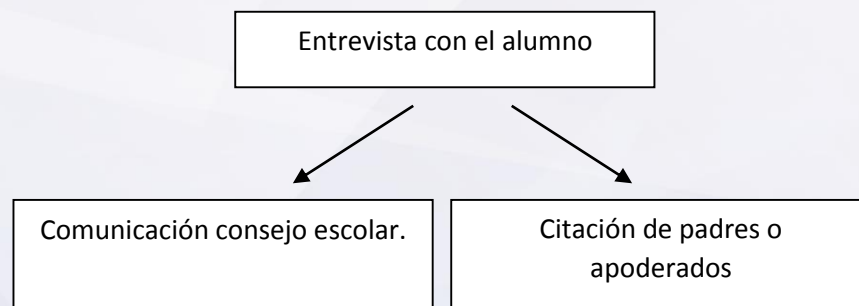 Entrevista con el alumno
Comunicación consejo escolar.
Citación de padres o
apoderados